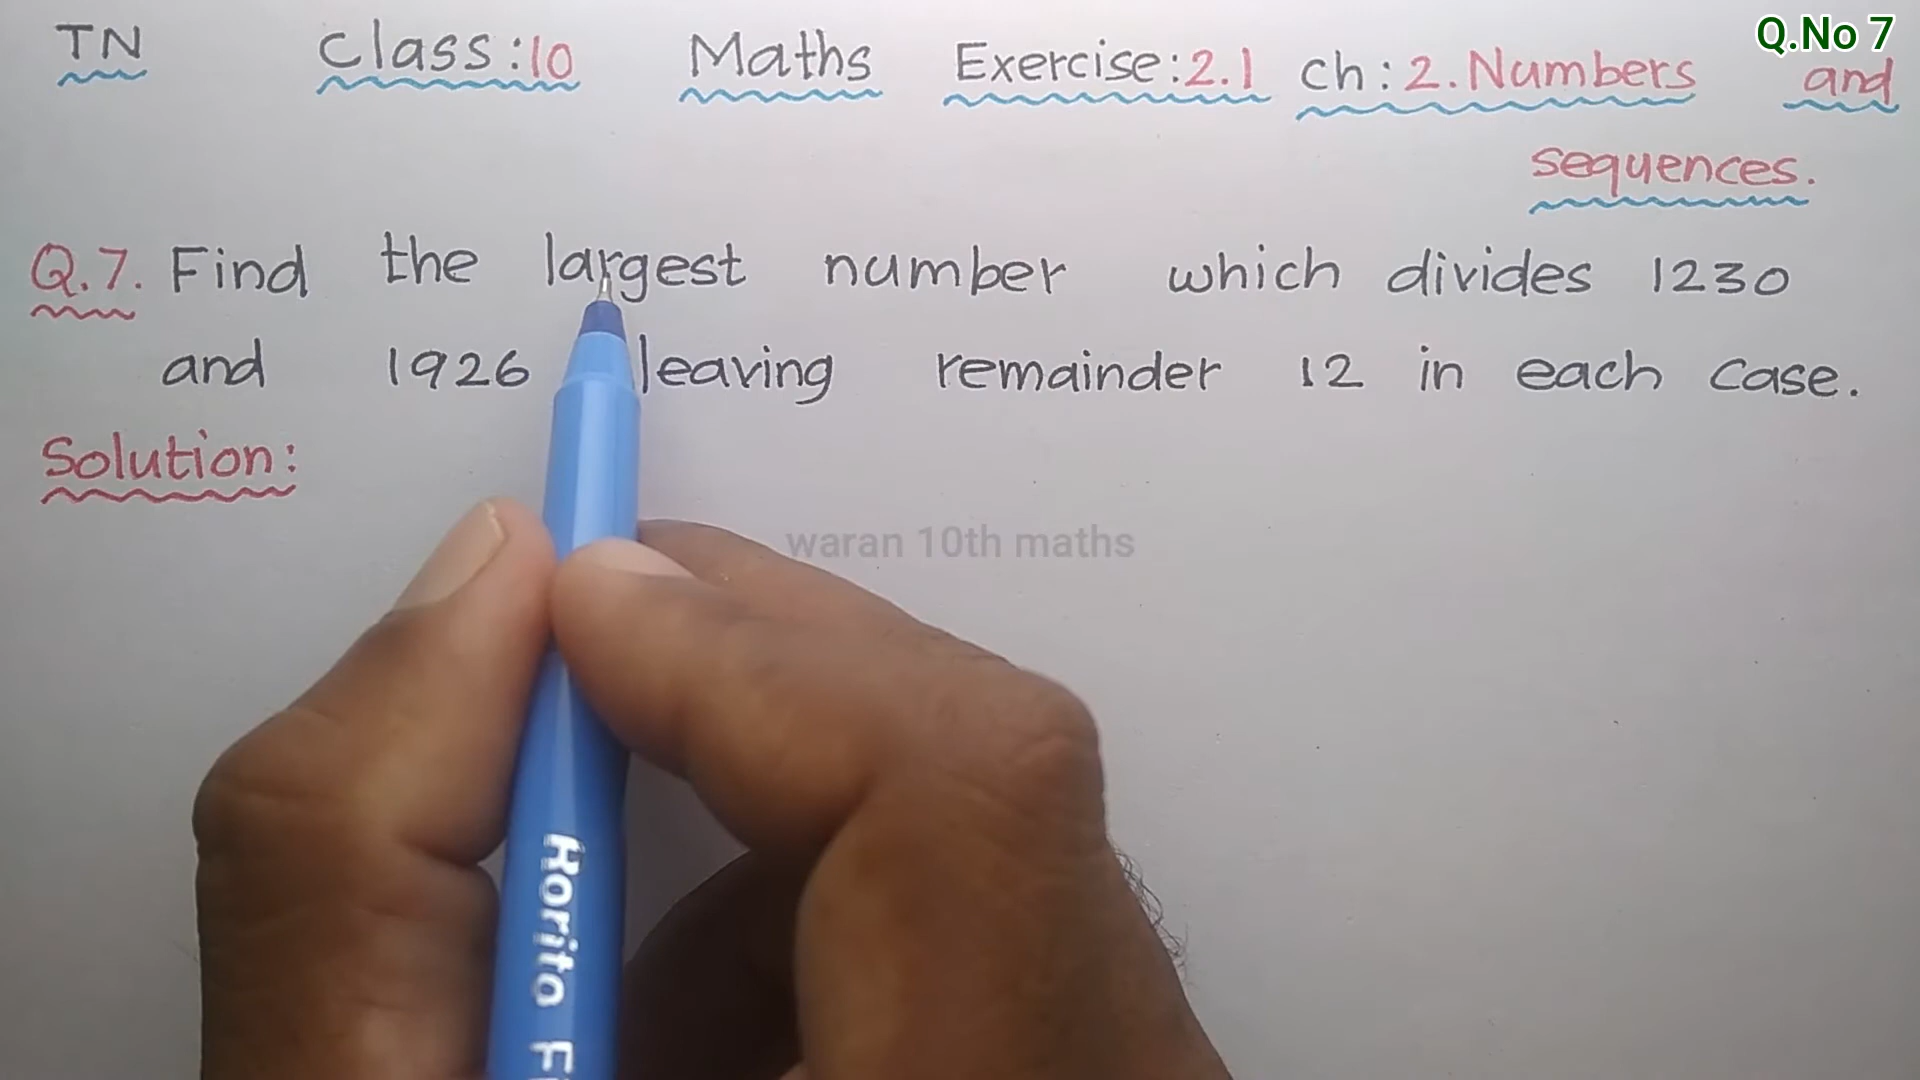 Q.No 7
TN Class:10 Maths Exercise:2.1 Ch:2.Numbers and
sequences.
Q.7. Find the largest number which divides 1230
and 1926 leaving remainder 12 in each case.
Solution:
waran 10th maths
Rorito